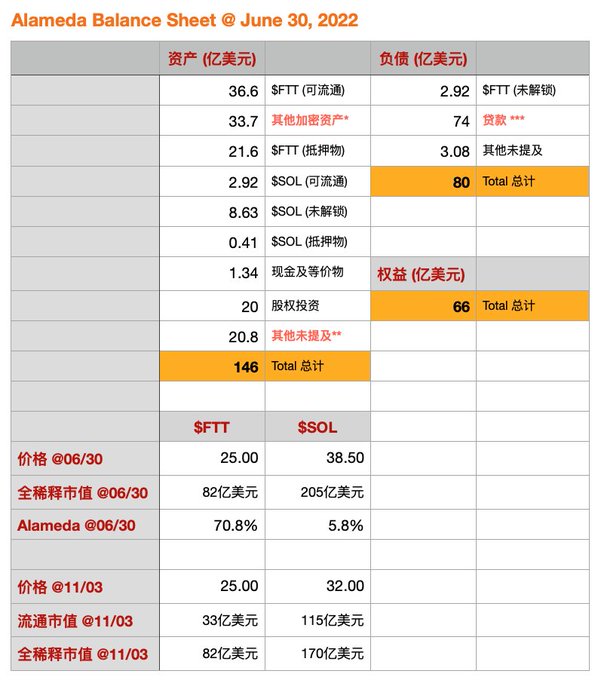 Alameda Balance Sheet @ June 30, 2022
资产 (亿美元) 负债 (亿美元)
36.6 $FTT (可流通) 2.92 $FTT (未解锁)
33.7 其他加密资产* 74 贷款 ***
21.6 $FTT (抵押物) 3.08 其他未提及
2.92 $SOL (可流通) 80 Total 总计
8.63 $SOL (未解锁)
0.41 $SOL (抵押物)
1.34 现金及等价物 权益 (亿美元)
20 股权投资 66 Total 总计
20.8 其他未提及**
146 Total 总计
$FTT $SOL
价格 @06/30 25.00 38.50
全稀释市值 @06/30 82亿美元 205亿美元
Alameda @06/30 70.8% 5.8%
价格 @11/03 25.00 32.00
流通市值 @11/03 33亿美元 115亿美元
全稀释市值 @11/03 82亿美元 170亿美元